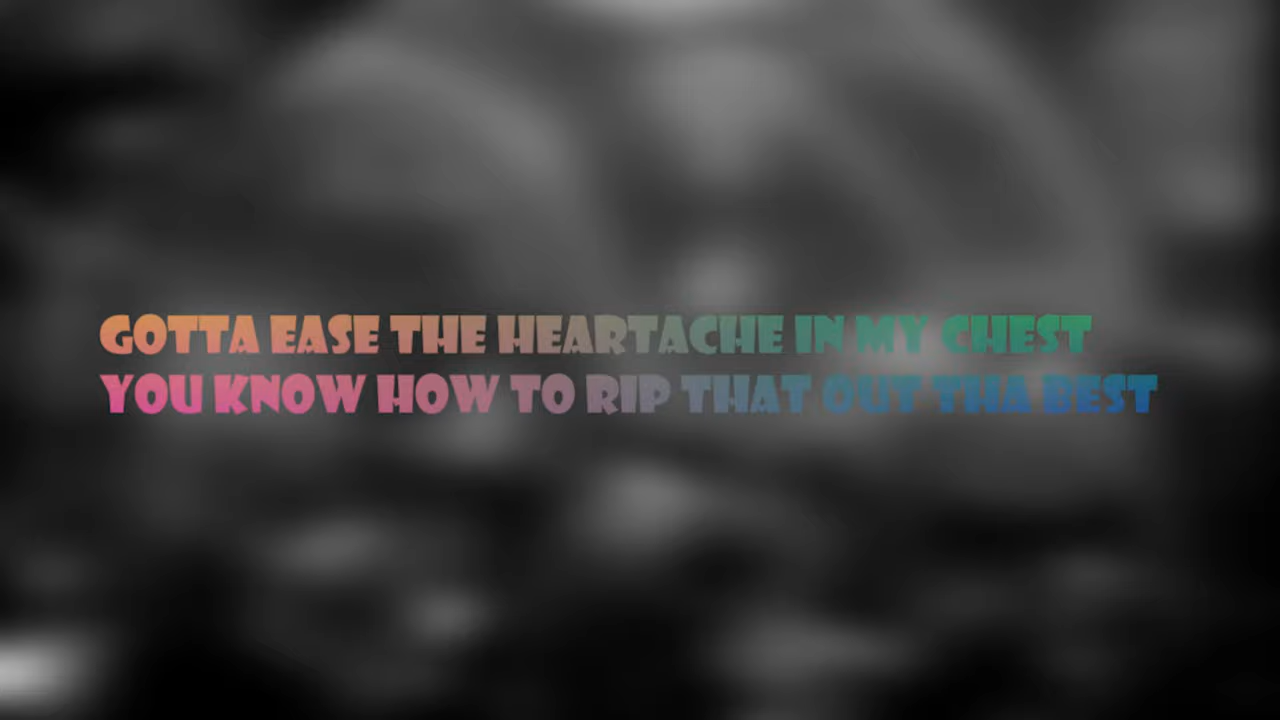 GOTTA EASE THE HEARTACHE IN MY CHEST
YOU KNOW HOW TO RIP THAT OUT THA BEST